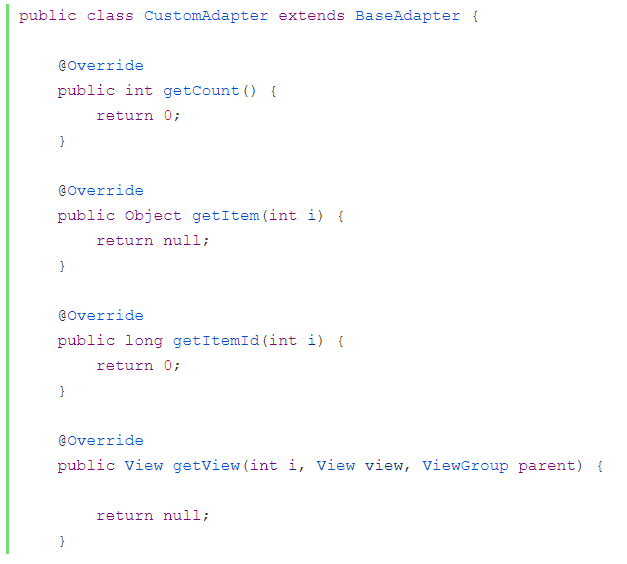 public class CustomAdapter extends BaseAdapter {
@Override
public int getCount() {
return 0;
}
@Override
public Object getItem(int i) {
return null;
}
@Override
public long getItemId(int i) {
return 0;
}
@Override
public View getView(int i, View view, ViewGroup parent) {
return null;
}